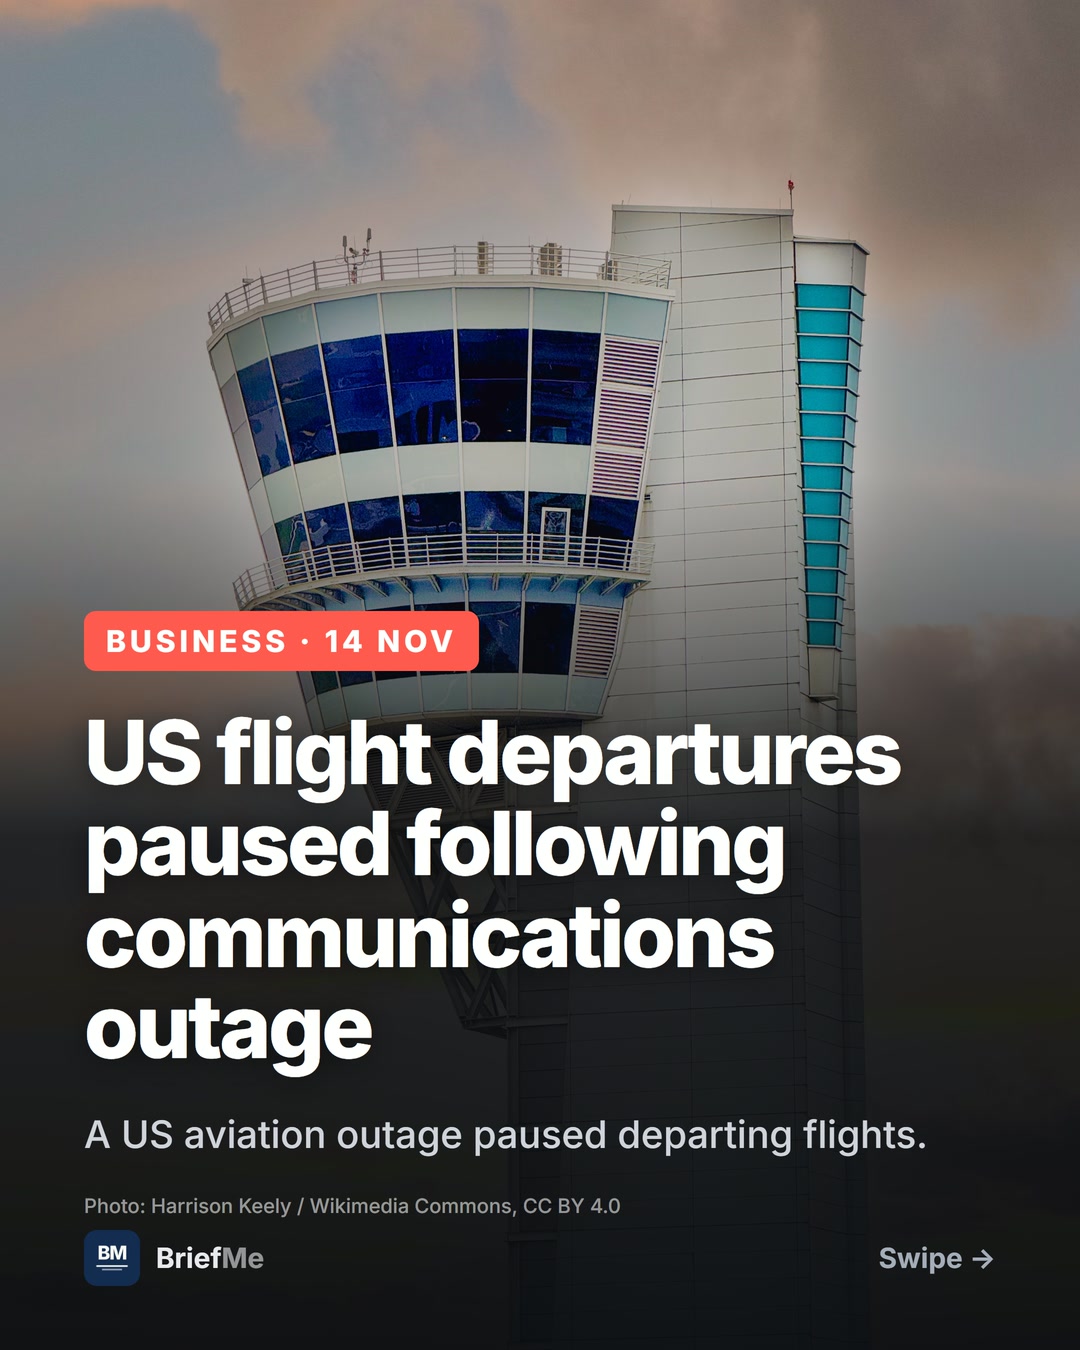 BUSINESS · 14 NOV
US flight departures
paused following
communications
outage
A US aviation outage paused departing flights.
Photo: Harrison Keely / Wikimedia Commons, CC BY 4.0
BM
BriefMe
Swipe →